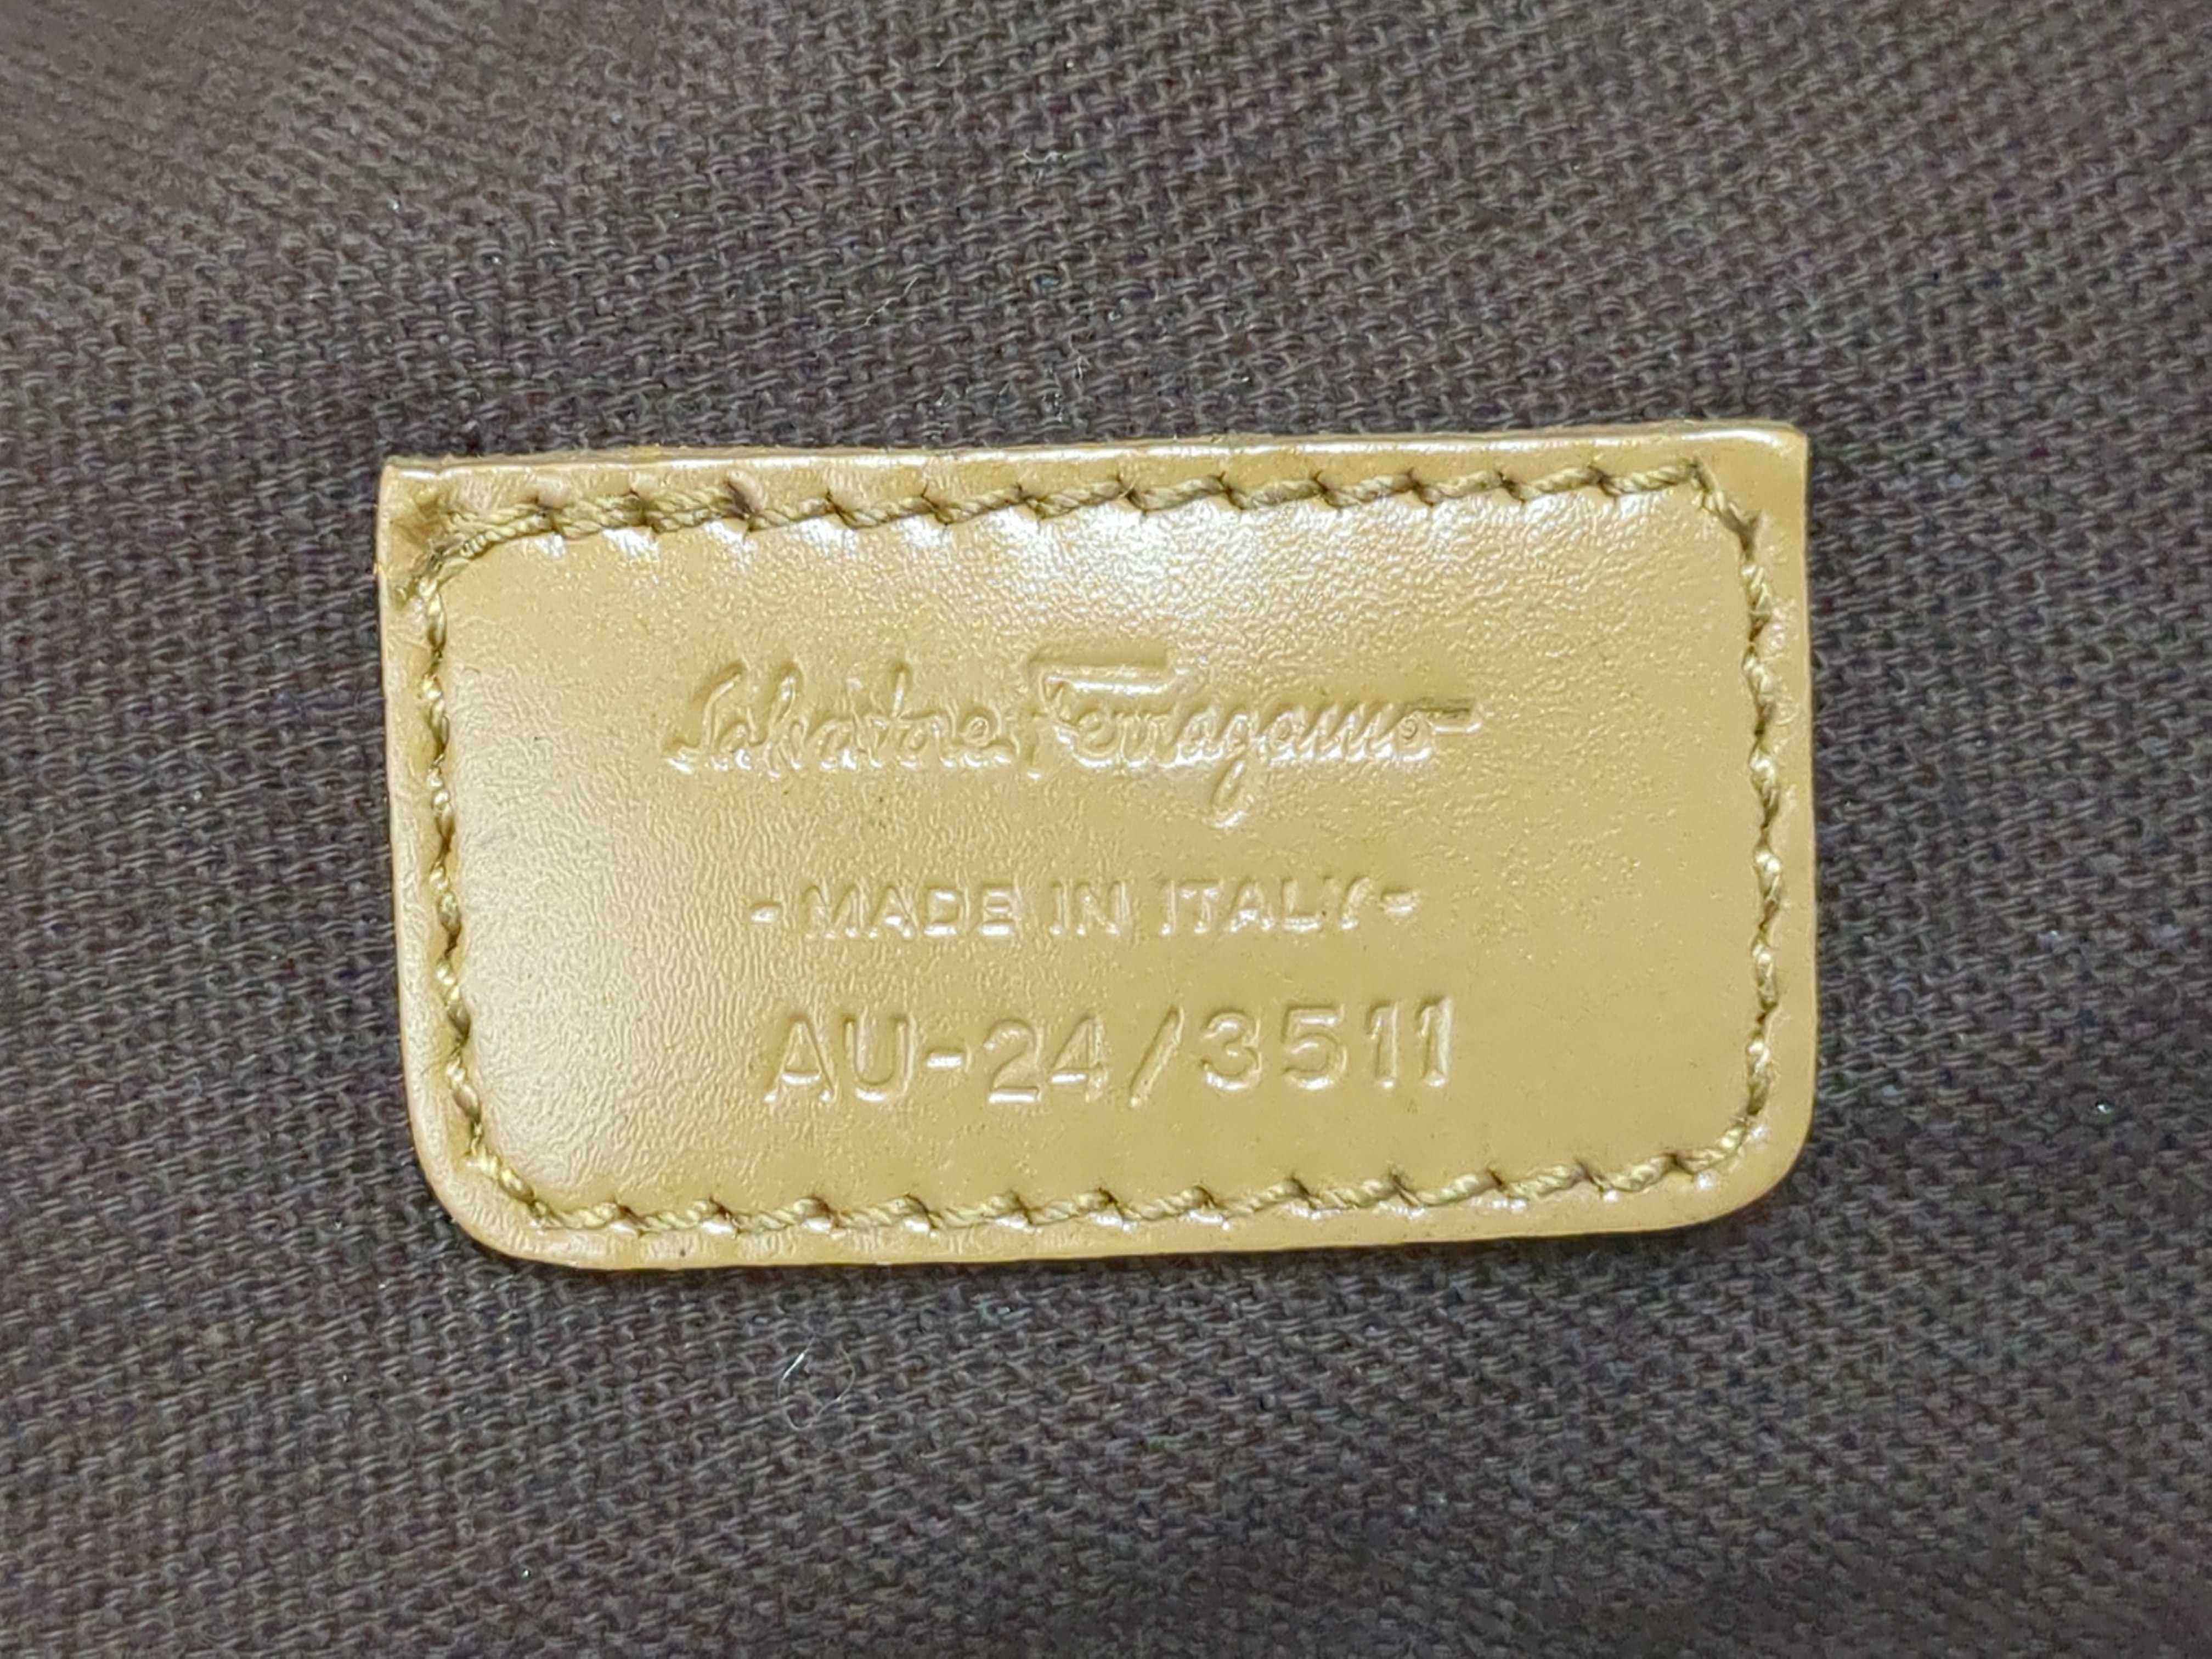 Salvatore Ferragamo
-MADE IN ITALY-
AU-24/3511